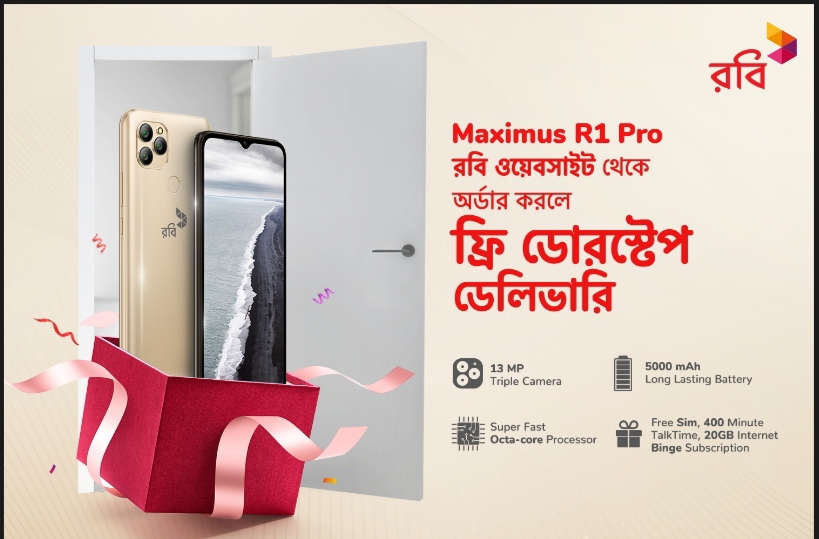 রবি
Maximus R1 Pro
রবি ওয়েবসাইট থেকে
অর্ডার করলে
ফ্রি ডোরস্টেপ
ডেলিভারি
রবি
13 MP
Triple Camera
5000 mAh
Long Lasting Battery
Super Fast
Octa-core Processor
Free Sim, 400 Minute
TalkTime, 20GB Internet
Binge Subscription